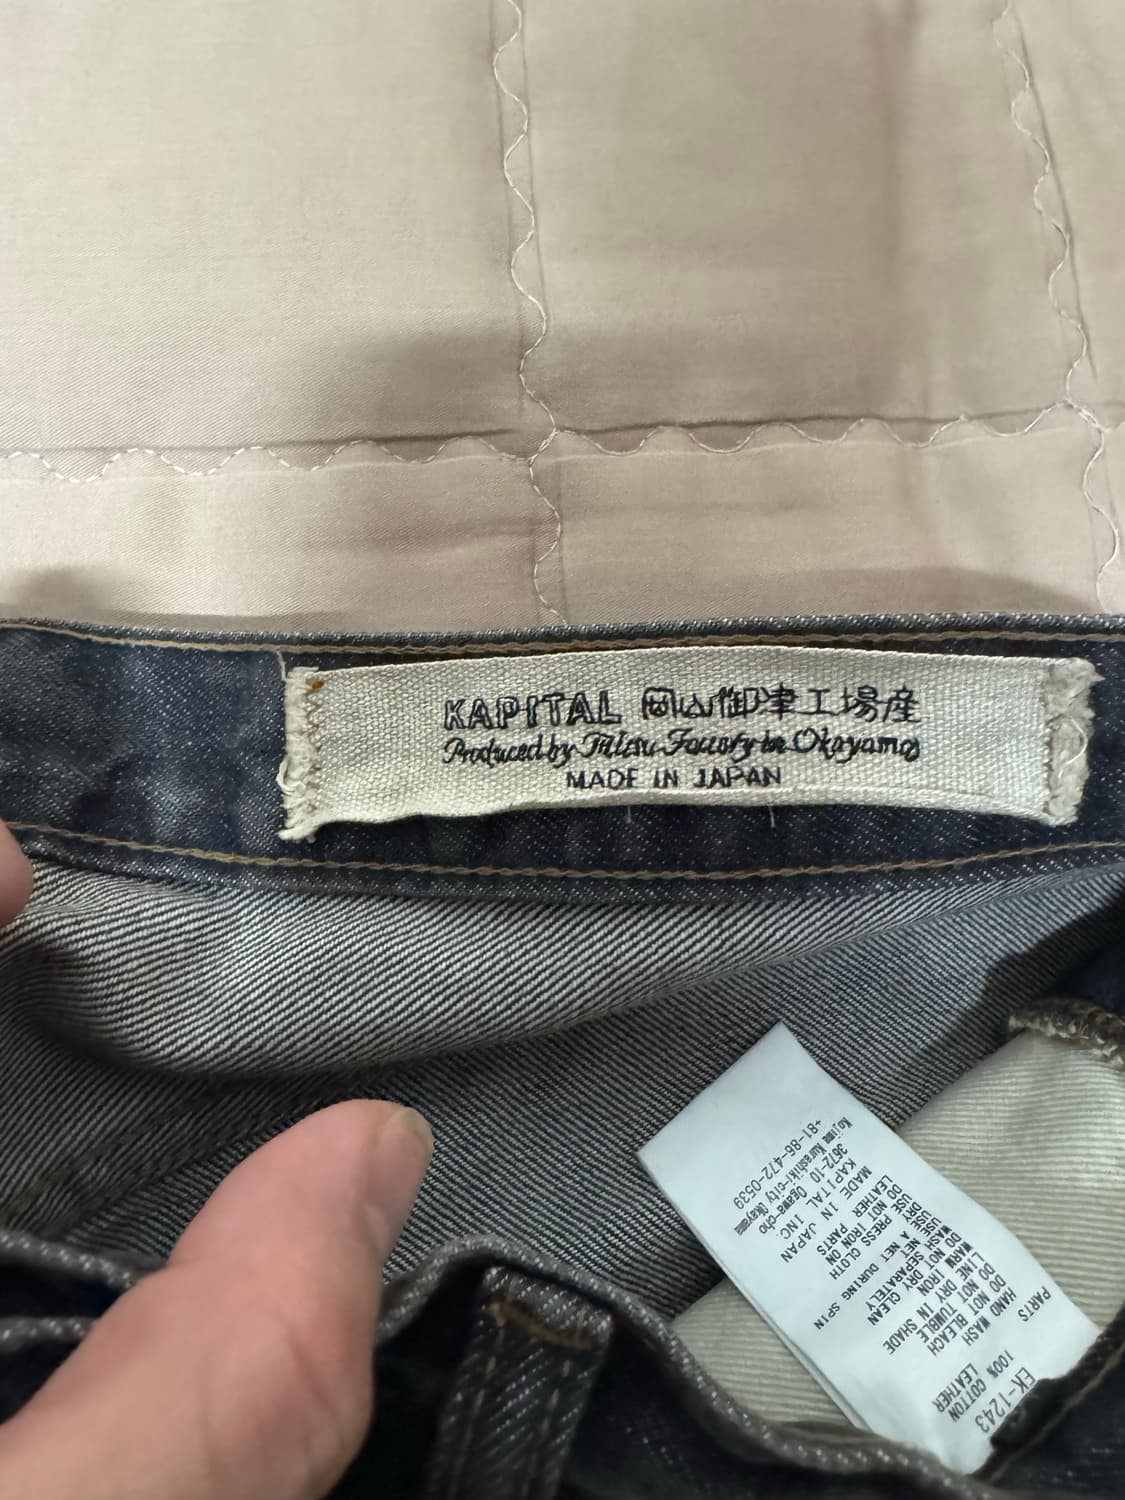 KAPITAL 岡山御津工場産
Produced by Mitsu Factory in Okayama
MADE IN JAPAN
EK-1243
100% COTTON
LEATHER
PARTS
HAND WASH
DO NOT BLEACH
DO NOT TUMBLE
LINE DRY IN SHADE
WARM IRON
DO NOT DRY CLEAN
WASH SEPARATELY
USE A NET DURING SPIN
DRY
USE PRESS CLOTH
DO NOT IRON ON
LEATHER PARTS
MADE IN JAPAN
KAPITAL INC.
3672-10 Ogawa-cho
Kojima Kurashiki-city Okayama
+81-86-472-0539